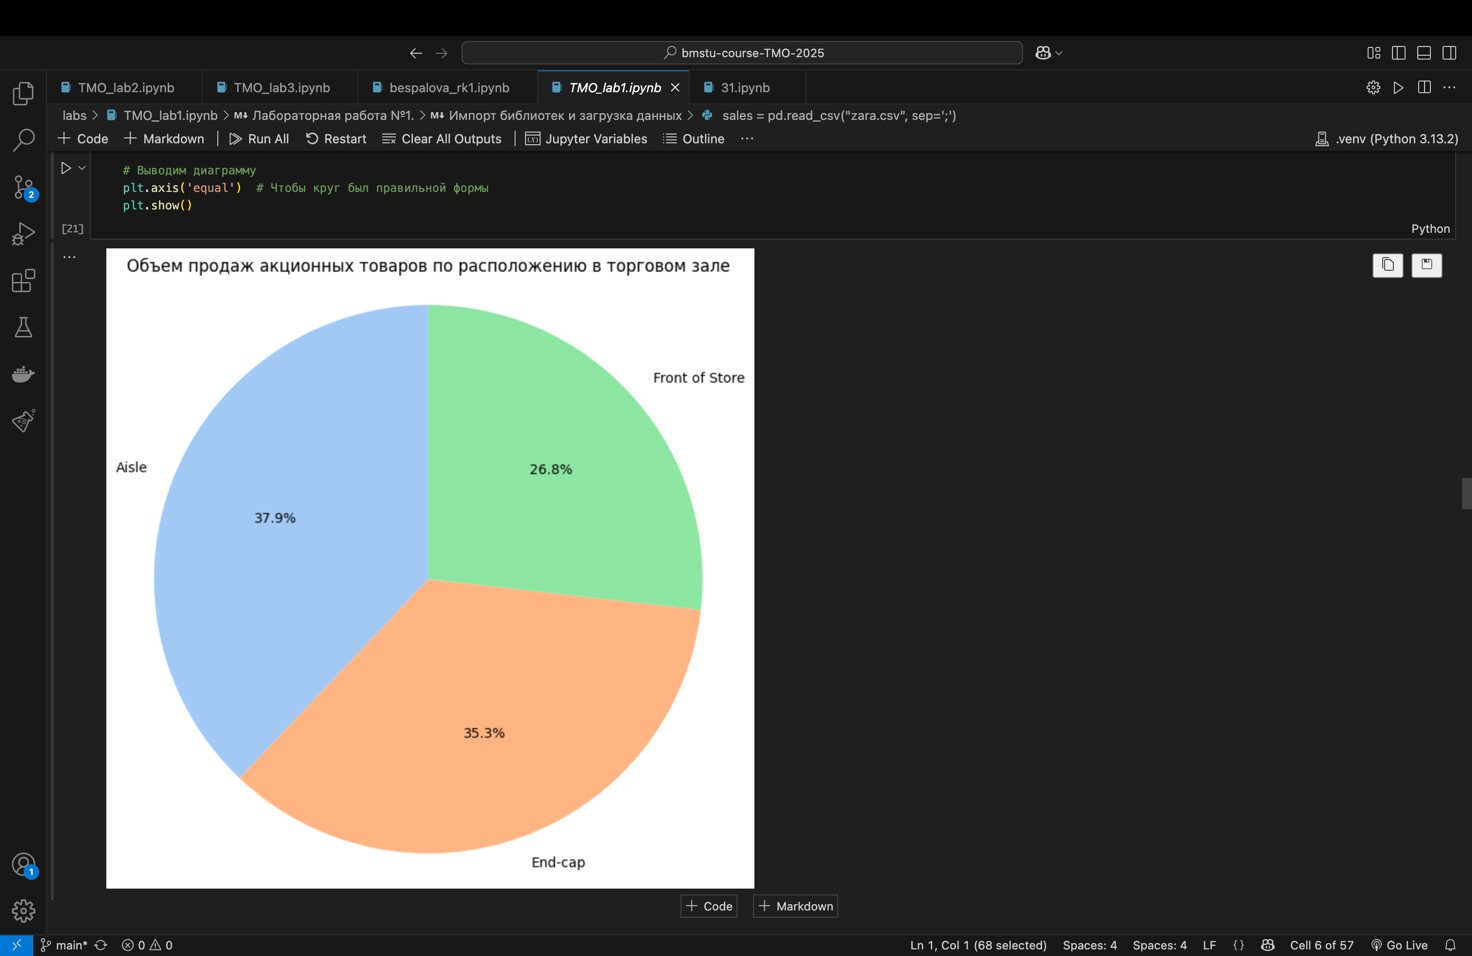 bmstu-course-TMO-2025
TMO_lab2.ipynb
TMO_lab3.ipynb
bespalova_rk1.ipynb
TMO_lab1.ipynb
31.ipynb
labs > TMO_lab1.ipynb > M↓ Лабораторная работа №1. > M↓ Импорт библиотек и загрузка данных > sales = pd.read_csv("zara.csv", sep=';')
+ Code + Markdown Run All Restart Clear All Outputs Jupyter Variables Outline ... .venv (Python 3.13.2)
# Выводим диаграмму
plt.axis('equal')  # Чтобы круг был правильной формы
plt.show()
[21]
Python
...
Объем продаж акционных товаров по расположению в торговом зале
Front of Store
Aisle
26.8%
37.9%
35.3%
End-cap
+ Code + Markdown
2
1
main* 0 0 Ln 1, Col 1 (68 selected) Spaces: 4 Spaces: 4 LF {} Cell 6 of 57 Go Live